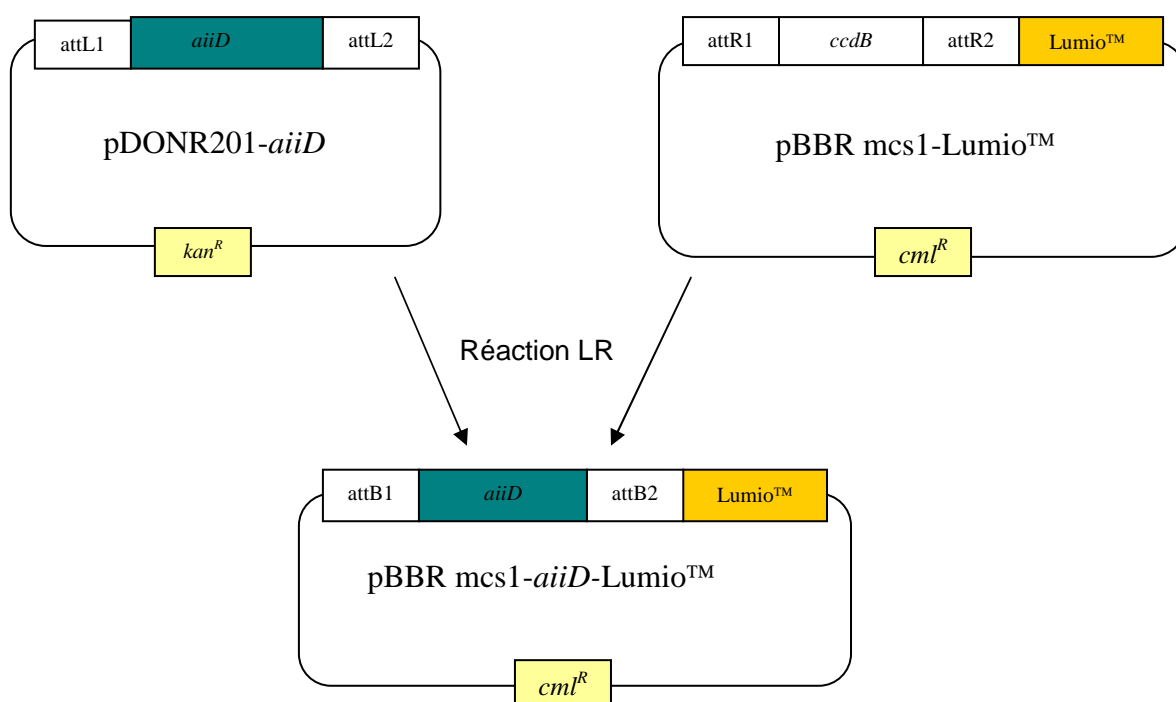 attL1 aiiD attL2
attR1 ccdB attR2 Lumio™
pDONR201-aiiD
pBBR mcs1-Lumio™
kanR
cmlR
Réaction LR
attB1 aiiD attB2 Lumio™
pBBR mcs1-aiiD-Lumio™
cmlR